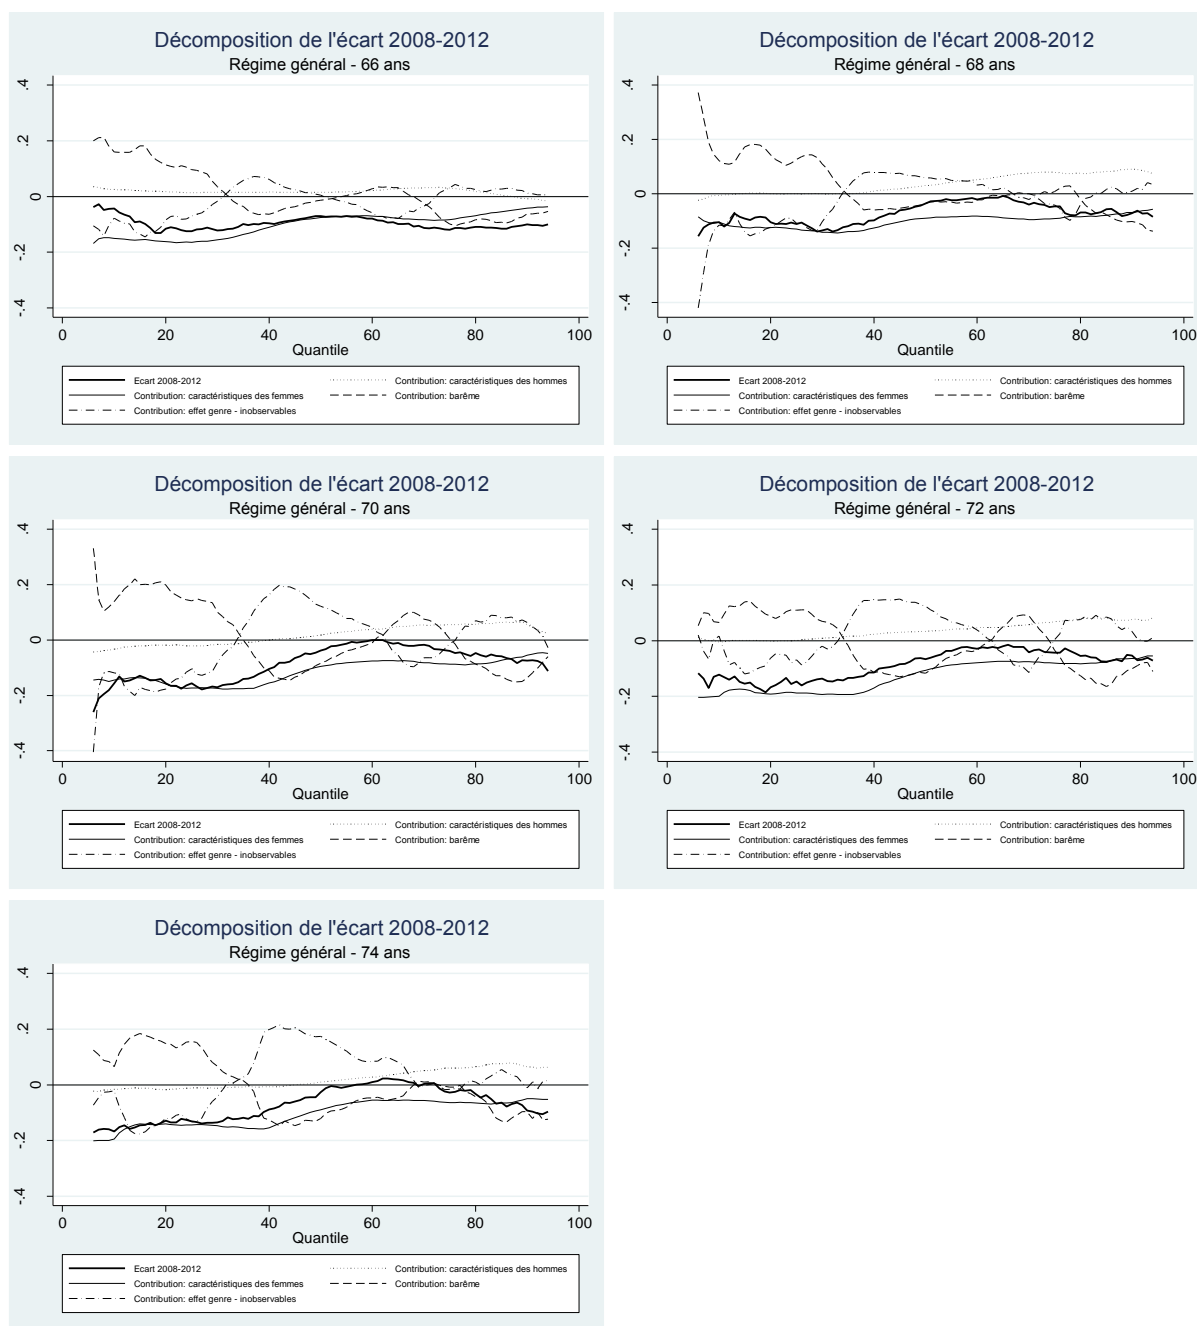 Décomposition de l'écart 2008-2012
Régime général - 66 ans
.4
.2
0
-.2
-.4
0 20 40 60 80 100
Quantile
Ecart 2008-2012 Contribution: caractéristiques des hommes
Contribution: caractéristiques des femmes Contribution: barême
Contribution: effet genre - inobservables
Décomposition de l'écart 2008-2012
Régime général - 68 ans
.4
.2
0
-.2
-.4
0 20 40 60 80 100
Quantile
Ecart 2008-2012 Contribution: caractéristiques des hommes
Contribution: caractéristiques des femmes Contribution: barême
Contribution: effet genre - inobservables
Décomposition de l'écart 2008-2012
Régime général - 70 ans
.4
.2
0
-.2
-.4
0 20 40 60 80 100
Quantile
Ecart 2008-2012 Contribution: caractéristiques des hommes
Contribution: caractéristiques des femmes Contribution: barême
Contribution: effet genre - inobservables
Décomposition de l'écart 2008-2012
Régime général - 72 ans
.4
.2
0
-.2
-.4
0 20 40 60 80 100
Quantile
Ecart 2008-2012 Contribution: caractéristiques des hommes
Contribution: caractéristiques des femmes Contribution: barême
Contribution: effet genre - inobservables
Décomposition de l'écart 2008-2012
Régime général - 74 ans
.4
.2
0
-.2
-.4
0 20 40 60 80 100
Quantile
Ecart 2008-2012 Contribution: caractéristiques des hommes
Contribution: caractéristiques des femmes Contribution: barême
Contribution: effet genre - inobservables